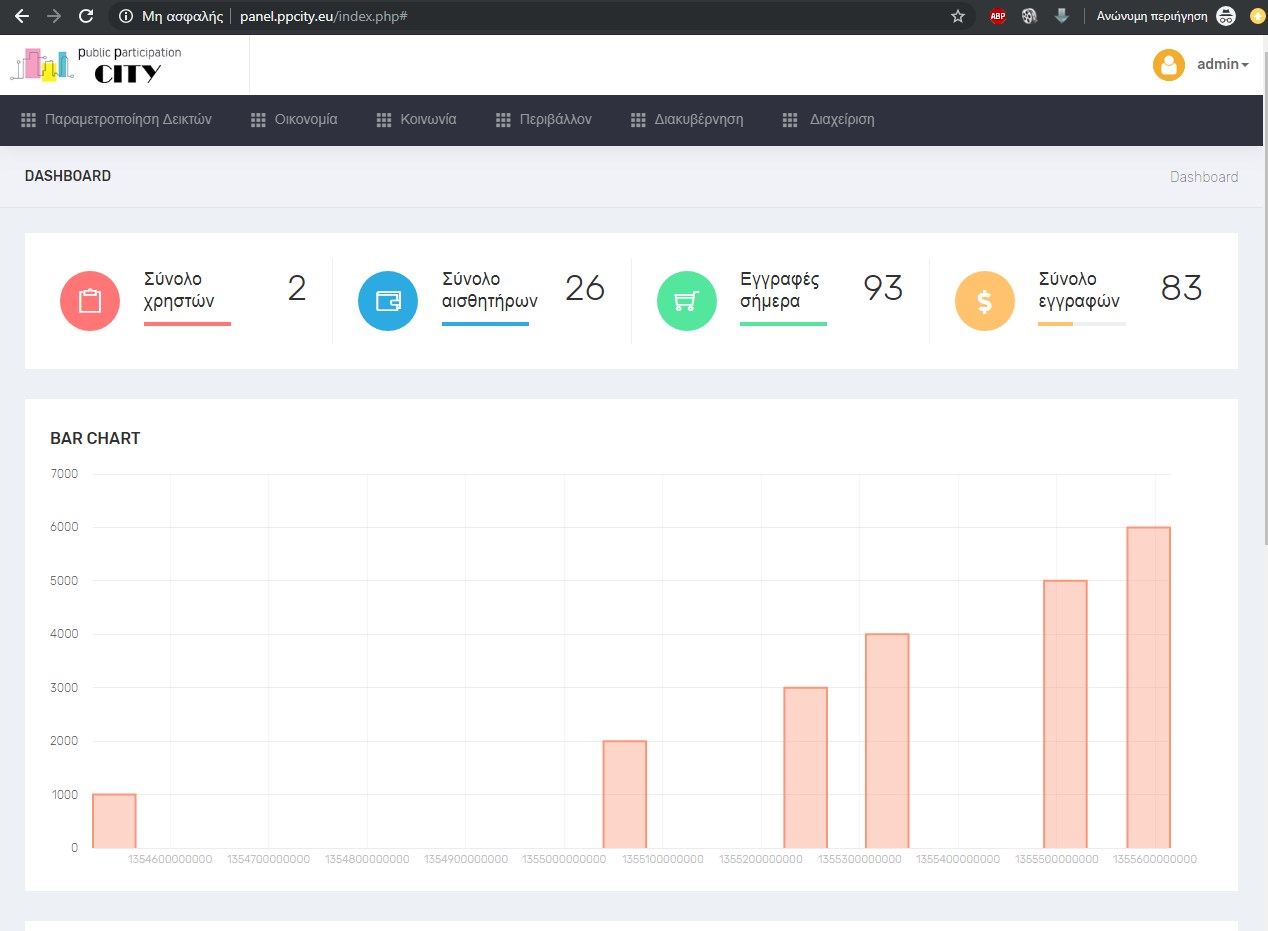 Μη ασφαλής panel.ppcity.eu/index.php# ABP Ανώνυμη περιήγηση
public participation
CITY
admin
Παραμετροποίηση Δεικτών Οικονομία Κοινωνία Περιβάλλον Διακυβέρνηση Διαχείριση
DASHBOARD Dashboard
Σύνολο
χρηστών
2
Σύνολο
αισθητήρων
26
Εγγραφές
σήμερα
93
$
Σύνολο
εγγραφών
83
BAR CHART
7000
6000
5000
4000
3000
2000
1000
0
1354600000000 1354700000000 1354800000000 1354900000000 1355000000000 1355100000000 1355200000000 1355300000000 1355400000000 1355500000000 1355600000000